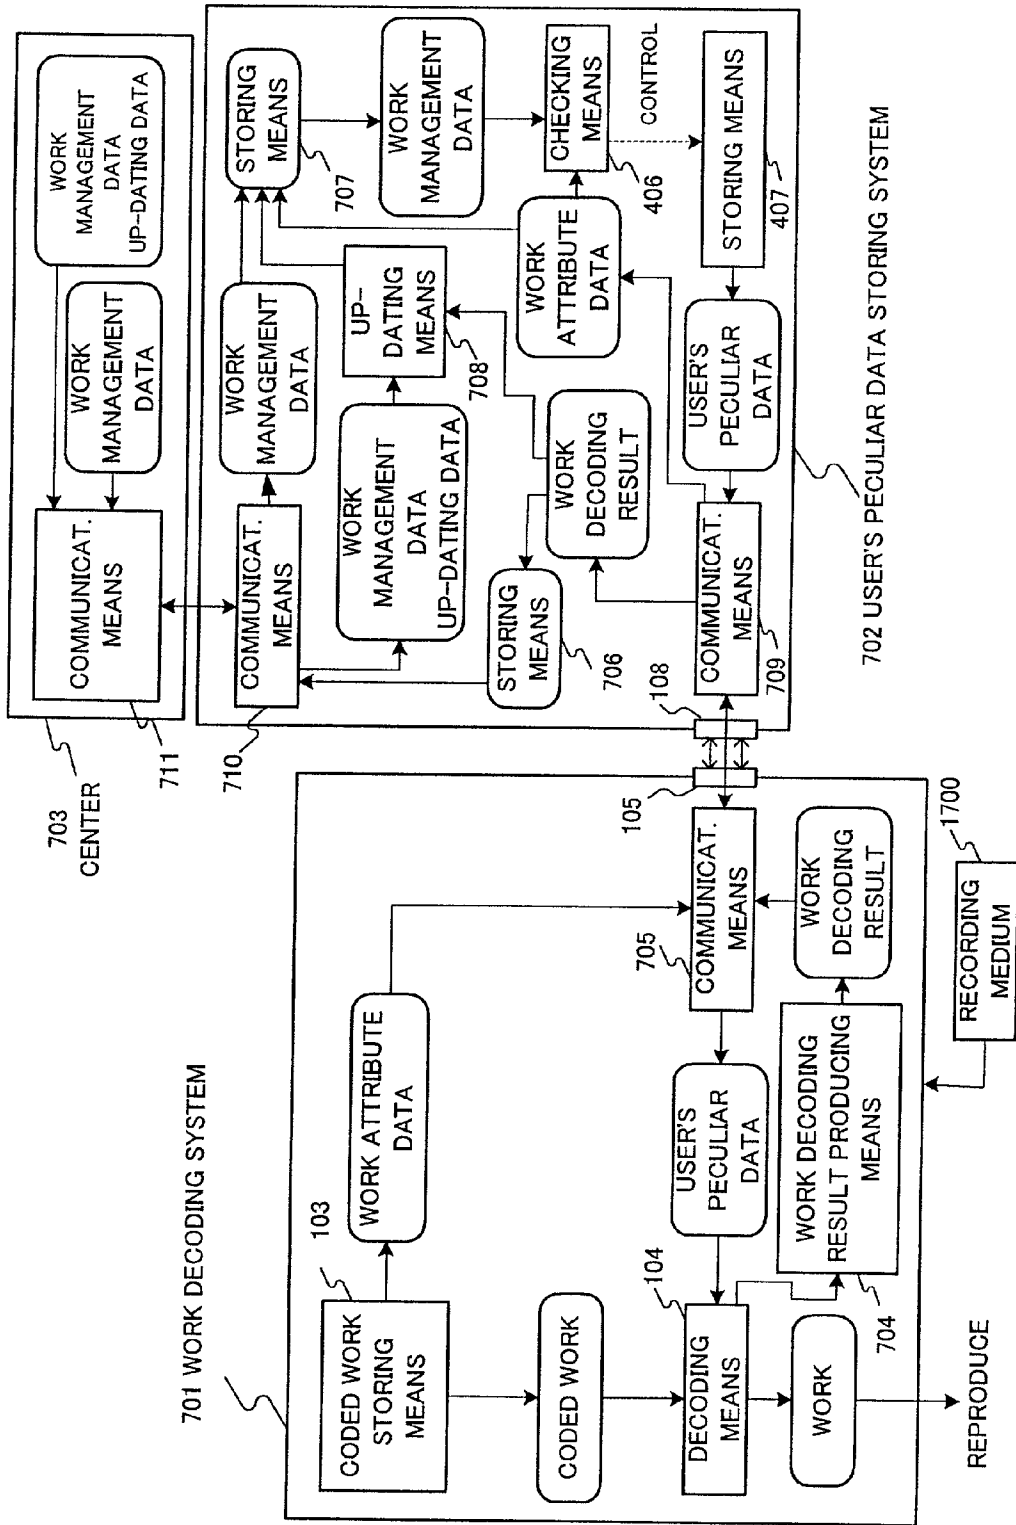 703
CENTER
711
COMMUNICAT.
MEANS
WORK
MANAGEMENT
DATA
WORK
MANAGEMENT
DATA
UP-DATING DATA
702 USER'S PECULIAR DATA STORING SYSTEM
710
COMMUNICAT.
MEANS
WORK
MANAGEMENT
DATA
STORING
MEANS
707
WORK
MANAGEMENT
DATA
UP-DATING DATA
UP-
DATING
MEANS
708
WORK
MANAGEMENT
DATA
STORING
MEANS
706
WORK
DECODING
RESULT
WORK
ATTRIBUTE
DATA
CHECKING
MEANS
406
CONTROL
108
COMMUNICAT.
MEANS
709
USER'S
PECULIAR
DATA
STORING MEANS
407
701 WORK DECODING SYSTEM
CODED WORK
STORING
MEANS
103
WORK ATTRIBUTE
DATA
CODED WORK
105
DECODING
MEANS
104
USER'S
PECULIAR
DATA
705
COMMUNICAT.
MEANS
WORK
WORK DECODING
RESULT PRODUCING
MEANS
704
WORK
DECODING
RESULT
REPRODUCE
RECORDING
MEDIUM
1700